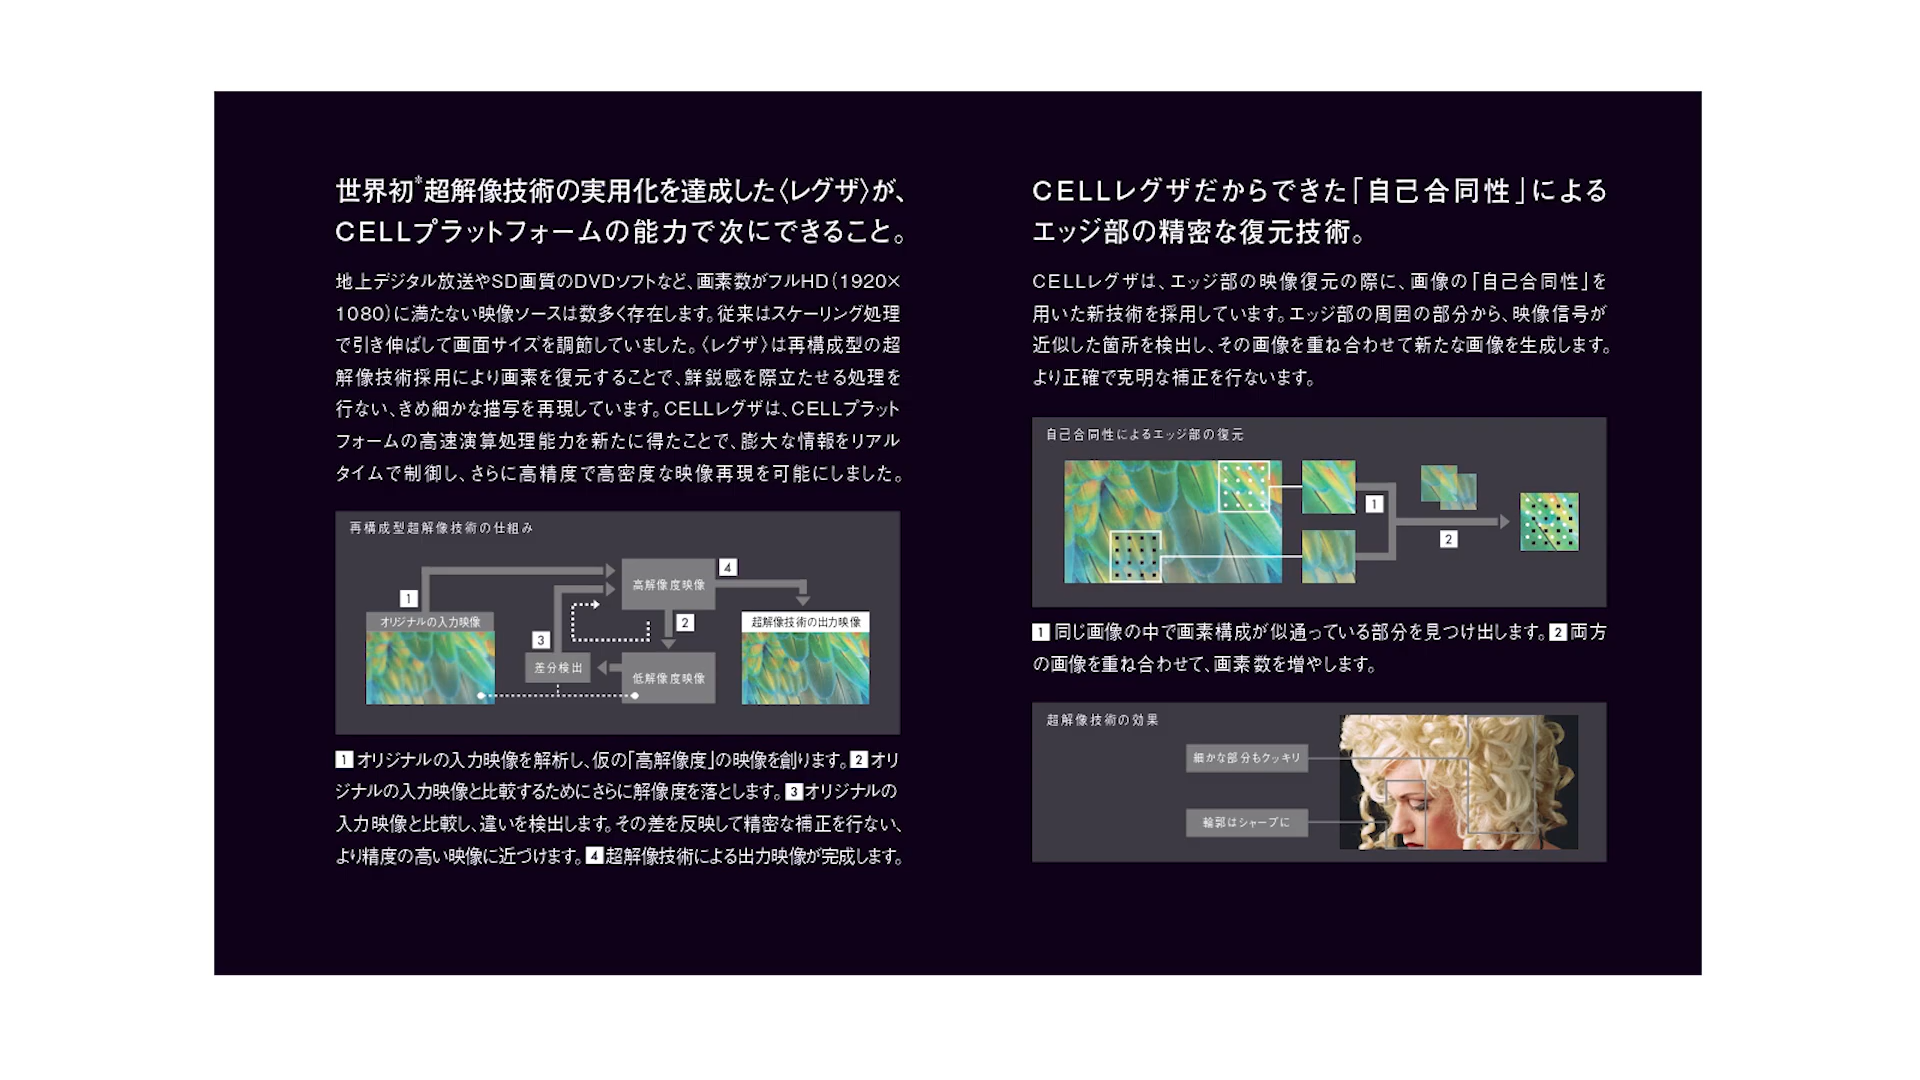 世界初*超解像技術の実用化を達成した〈レグザ〉が、
CELLプラットフォームの能力で次にできること。
地上デジタル放送やSD画質のDVDソフトなど、画素数がフルHD(1920×
1080)に満たない映像ソースは数多く存在します。従来はスケーリング処理
で引き伸ばして画面サイズを調節していました。〈レグザ〉は再構成型の超
解像技術採用により画素を復元することで、鮮鋭感を際立たせる処理を
行ない、きめ細かな描写を再現しています。CELLレグザは、CELLプラット
フォームの高速演算処理能力を新たに得たことで、膨大な情報をリアル
タイムで制御し、さらに高精度で高密度な映像再現を可能にしました。
再構成型超解像技術の仕組み
1
オリジナルの入力映像
高解像度映像
4
2
3
差分検出
低解像度映像
超解像技術の出力映像
1 オリジナルの入力映像を解析し、仮の「高解像度」の映像を創ります。2 オリ
ジナルの入力映像と比較するためにさらに解像度を落とします。3 オリジナルの
入力映像と比較し、違いを検出します。その差を反映して精密な補正を行ない、
より精度の高い映像に近づけます。4 超解像技術による出力映像が完成します。
CELLレグザだからできた「自己合同性」による
エッジ部の精密な復元技術。
CELLレグザは、エッジ部の映像復元の際に、画像の「自己合同性」を
用いた新技術を採用しています。エッジ部の周囲の部分から、映像信号が
近似した箇所を検出し、その画像を重ね合わせて新たな画像を生成します。
より正確で克明な補正を行ないます。
自己合同性によるエッジ部の復元
1
2
1 同じ画像の中で画素構成が似通っている部分を見つけ出します。2 両方
の画像を重ね合わせて、画素数を増やします。
超解像技術の効果
細かな部分もクッキリ
輪郭はシャープに